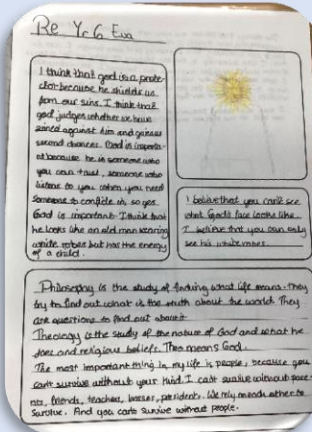 Re Yr6 Eva
I think that god is a prote-
ctor because he shields us
from our sins. I think that
god judges whether we have
sinned against him and gives us
second chances. God is importa-
nt because he is someone who
you can trust, someone who
listens to you when you need
someone to confide in, so yes
God is important. I think that
he looks like an old man wearing
white robes but has the energy
of a child.
I believe that you can't see
what God's face looks like.
I believe that you can only
see his white robes.
Philosophy is the study of finding what life means. They
try to find out what is the truth about the world. They
ask questions to find out about it
Theology is the study of the nature of God and what he
does and religious beliefs. Theo means God.
The most important thing in my life is people, because you
can't survive without your kind. I can't survive without pare-
nts, friends, teachers, bosses, presidents. We rely on each other to
survive. And you can't survive without people.